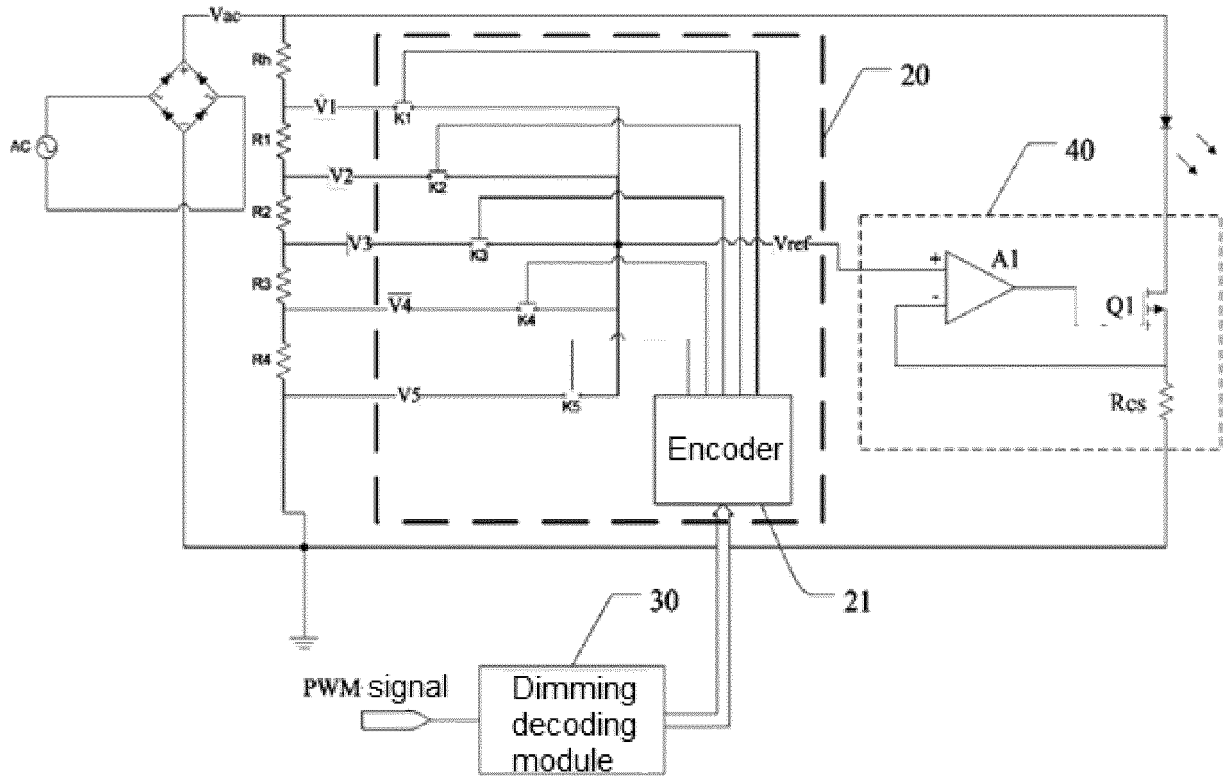 Vac
Rh
20
V1
K1
R1
AC
40
V2
K2
R2
V3
K3
Vref
A1
+
-
R3
V4
K4
Q1
R4
V5
K5
Rcs
Encoder
30
21
PWM signal
Dimming
decoding
module